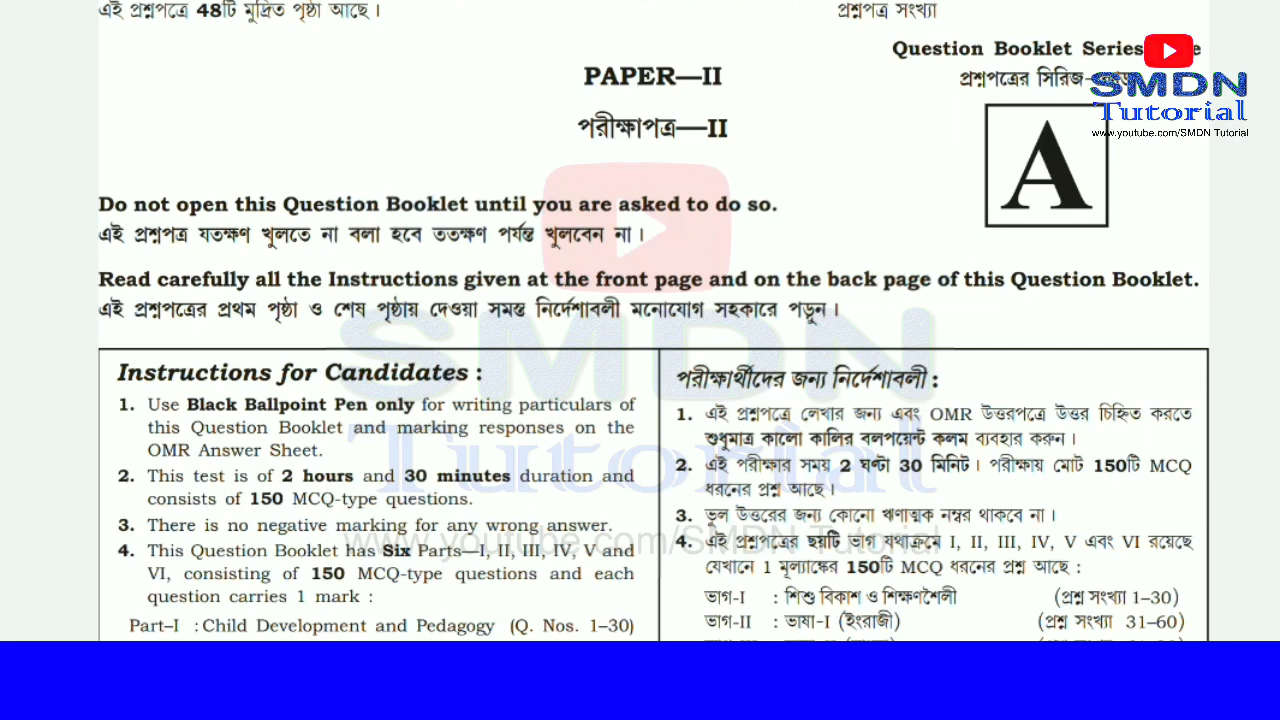 এই প্রশ্নপত্রে 48টি মুদ্রিত পৃষ্ঠা আছে।
প্রশ্নপত্র সংখ্যা
Question Booklet Series
প্রশ্নপত্রের সিরিজ-
SMDN
Tutorial
www.youtube.com/SMDN Tutorial
PAPER—II
পরীক্ষাপত্র—II
A
Do not open this Question Booklet until you are asked to do so.
এই প্রশ্নপত্র যতক্ষণ খুলতে না বলা হবে ততক্ষণ পর্যন্ত খুলবেন না।
Read carefully all the Instructions given at the front page and on the back page of this Question Booklet.
এই প্রশ্নপত্রের প্রথম পৃষ্ঠা ও শেষ পৃষ্ঠায় দেওয়া সমস্ত নির্দেশাবলী মনোযোগ সহকারে পড়ুন।
SMDN
Tutorial
www.youtube.com/SMDN Tutorial
Instructions for Candidates :
1. Use Black Ballpoint Pen only for writing particulars of
this Question Booklet and marking responses on the
OMR Answer Sheet.
2. This test is of 2 hours and 30 minutes duration and
consists of 150 MCQ-type questions.
3. There is no negative marking for any wrong answer.
4. This Question Booklet has Six Parts—I, II, III, IV, V and
VI, consisting of 150 MCQ-type questions and each
question carries 1 mark :
Part–I : Child Development and Pedagogy (Q. Nos. 1–30)
পরীক্ষার্থীদের জন্য নির্দেশাবলী :
1. এই প্রশ্নপত্রে লেখার জন্য এবং OMR উত্তরপত্রে উত্তর চিহ্নিত করতে
শুধুমাত্র কালো কালির বলপয়েন্ট কলম ব্যবহার করুন।
2. এই পরীক্ষার সময় 2 ঘণ্টা 30 মিনিট। পরীক্ষায় মোট 150টি MCQ
ধরনের প্রশ্ন আছে।
3. ভুল উত্তরের জন্য কোনো ঋণাত্মক নম্বর থাকবে না।
4. এই প্রশ্নপত্রের ছয়টি ভাগ যথাক্রমে I, II, III, IV, V এবং VI রয়েছে
যেখানে 1 মূল্যাঙ্কের 150টি MCQ ধরনের প্রশ্ন আছে :
ভাগ-I : শিশু বিকাশ ও শিক্ষণশৈলী (প্রশ্ন সংখ্যা 1–30)
ভাগ-II : ভাষা-I (ইংরাজী) (প্রশ্ন সংখ্যা 31–60)